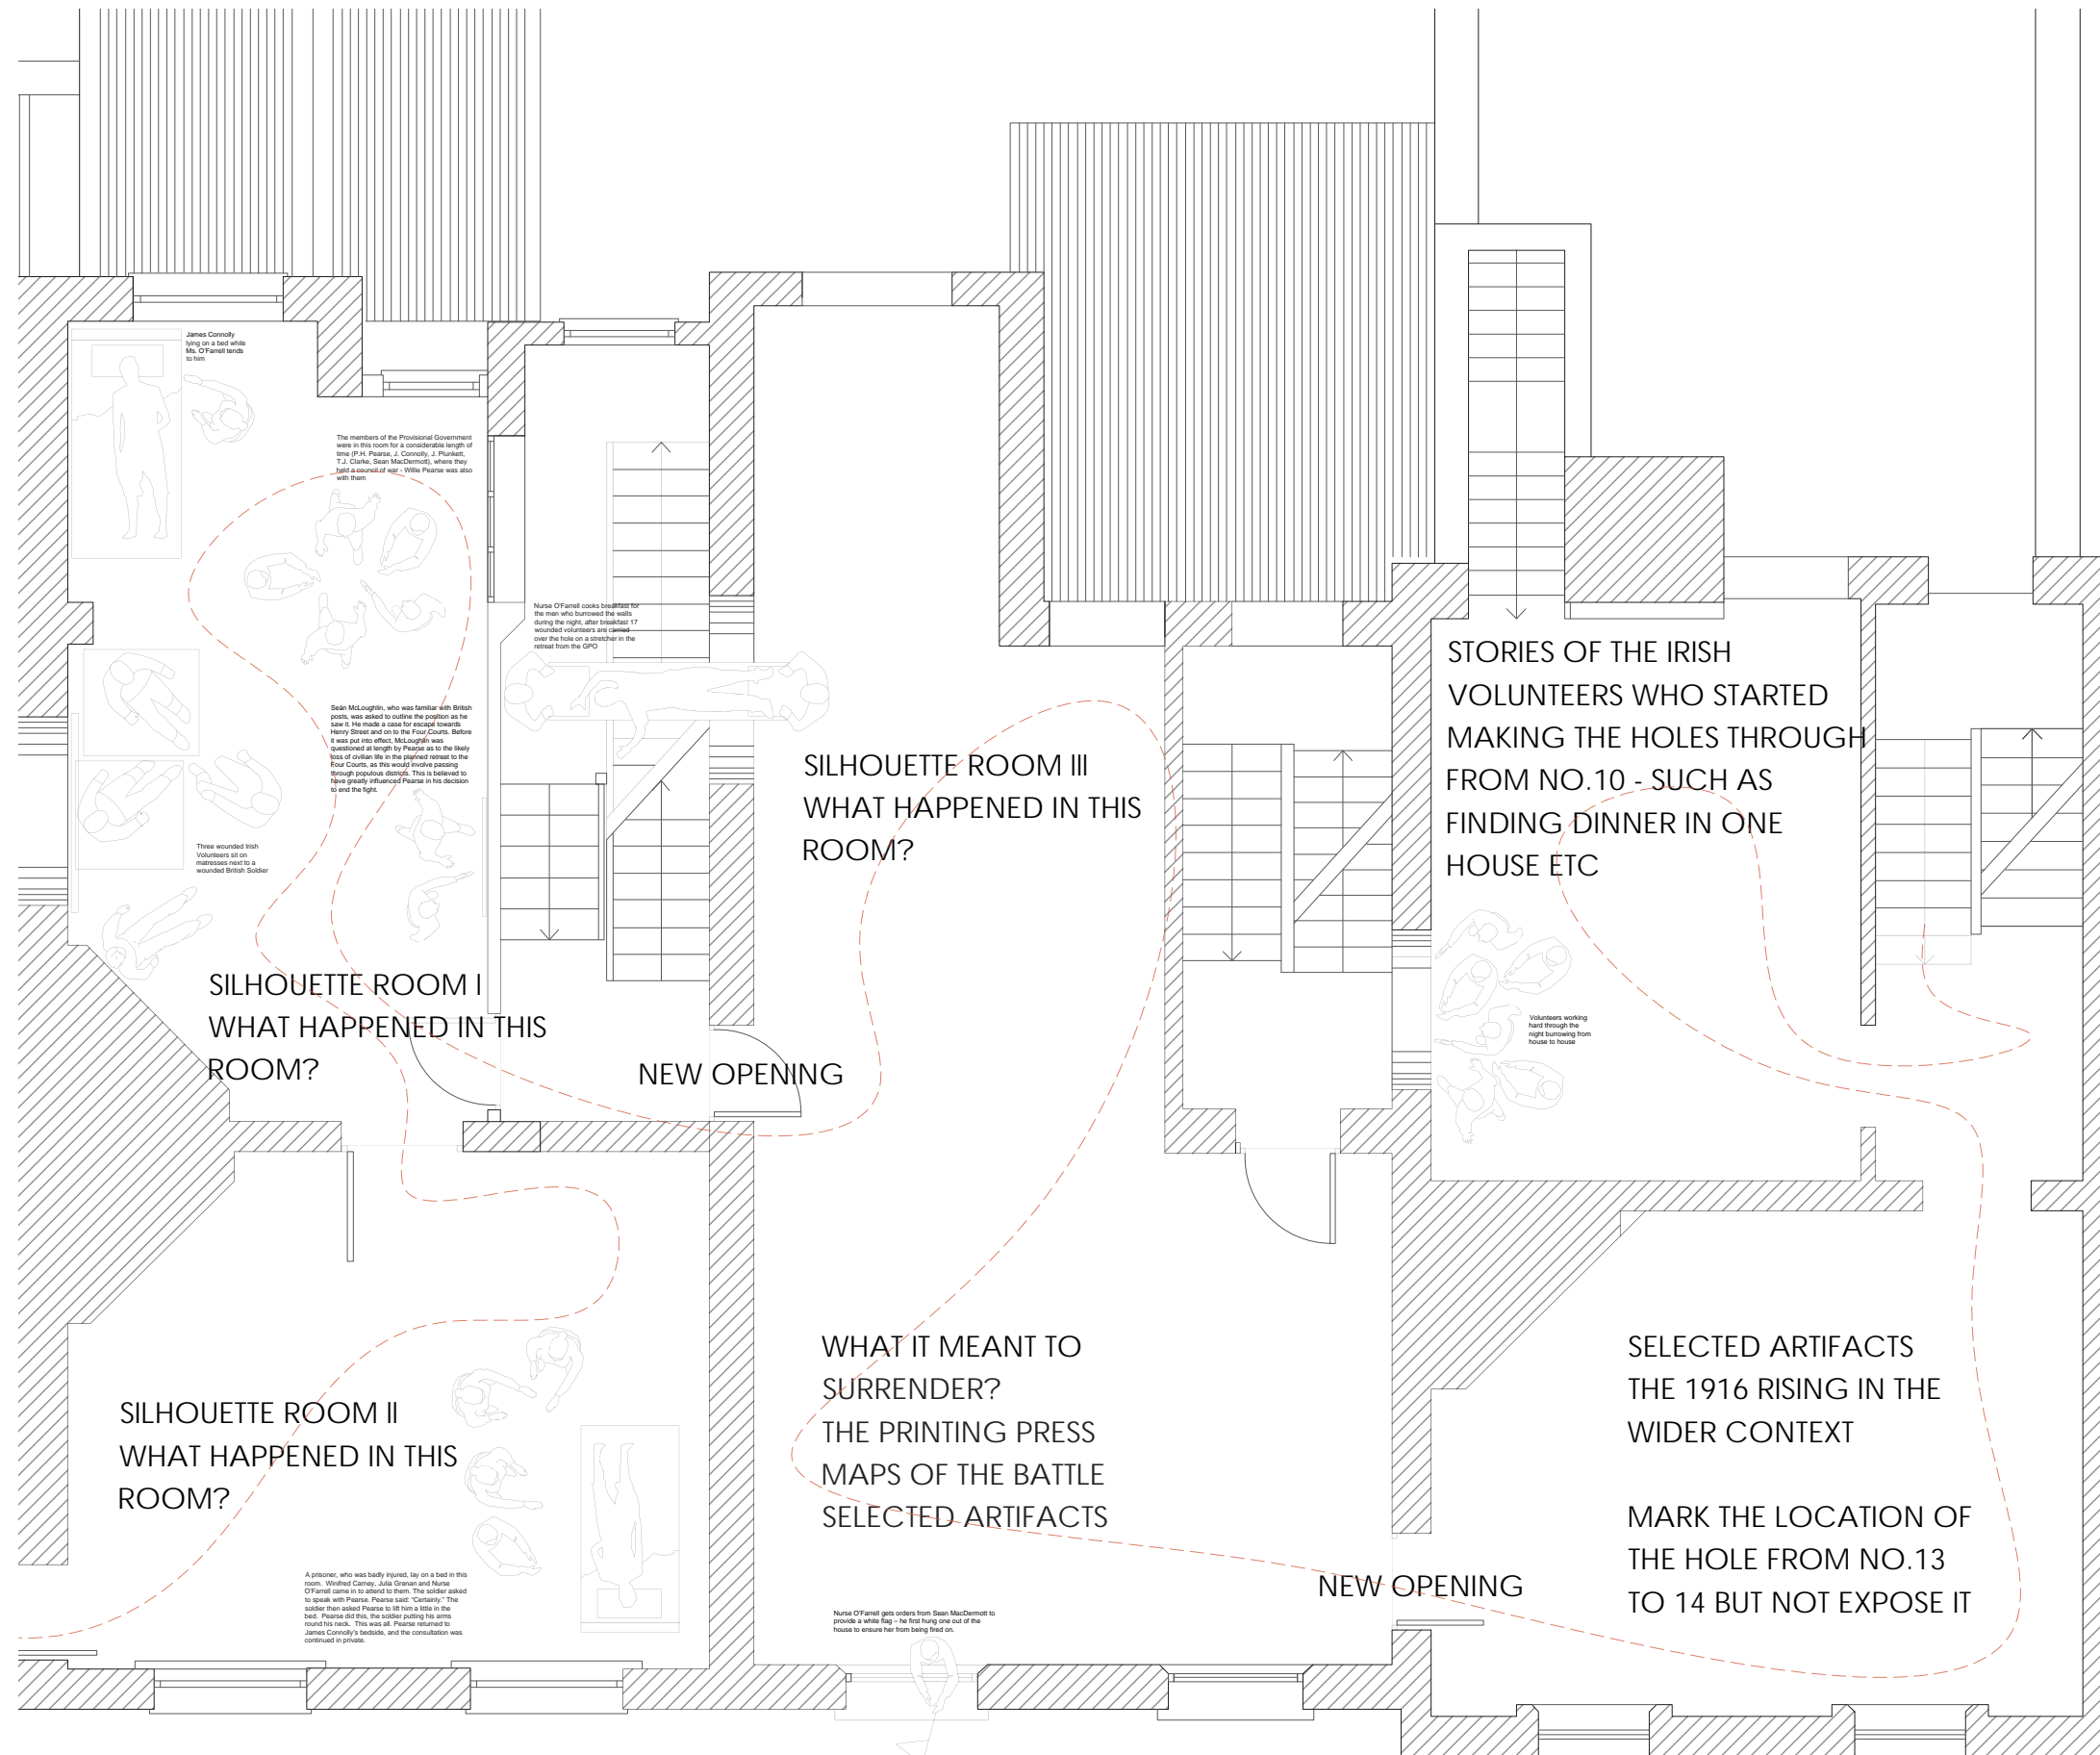 James Connolly
lying on a bed while
Ms. O'Farrell tends
to him
The members of the Provisional Government
were in this room for a considerable length of
time (P.H. Pearse, J. Connolly, J. Plunkett,
T.J. Clarke, Sean MacDermott), where they
held a council of war - Willie Pearse was also
with them
Nurse O'Farrell cooks breakfast for
the men who burrowed the walls
during the night, after breakfast 17
wounded volunteers are carried
over the hole on a stretcher in the
retreat from the GPO
Seán McLoughlin, who was familiar with British
posts, was asked to outline the position as he
saw it. He made a case for escape towards
Henry Street and on to the Four Courts. Before
it was put into effect, McLoughlin was
questioned at length by Pearse as to the likely
loss of civilian life in the planned retreat to the
Four Courts, as this would involve passing
through populous districts. This is believed to
have greatly influenced Pearse in his decision
to end the fight.
Three wounded Irish
Volunteers sit on
matresses next to a
wounded British Soldier
SILHOUETTE ROOM I
WHAT HAPPENED IN THIS
ROOM?
NEW OPENING
SILHOUETTE ROOM III
WHAT HAPPENED IN THIS
ROOM?
STORIES OF THE IRISH
VOLUNTEERS WHO STARTED
MAKING THE HOLES THROUGH
FROM NO.10 - SUCH AS
FINDING DINNER IN ONE
HOUSE ETC
Volunteers working
hard through the
night burrowing from
house to house
SILHOUETTE ROOM II
WHAT HAPPENED IN THIS
ROOM?
A prisoner, who was badly injured, lay on a bed in this
room. Winifred Carney, Julia Grenan and Nurse
O'Farrell came in to attend to them. The soldier asked
to speak with Pearse. Pearse said: "Certainly." The
soldier then asked Pearse to lift him a little in the
bed. Pearse did this, the soldier putting his arms
round his neck. This was all. Pearse returned to
James Connolly's bedside, and the consultation was
continued in private.
WHAT IT MEANT TO
SURRENDER?
THE PRINTING PRESS
MAPS OF THE BATTLE
SELECTED ARTIFACTS
Nurse O'Farrell gets orders from Sean MacDermott to
provide a white flag – he first hung one out of the
house to ensure her from being fired on.
NEW OPENING
SELECTED ARTIFACTS
THE 1916 RISING IN THE
WIDER CONTEXT
MARK THE LOCATION OF
THE HOLE FROM NO.13
TO 14 BUT NOT EXPOSE IT